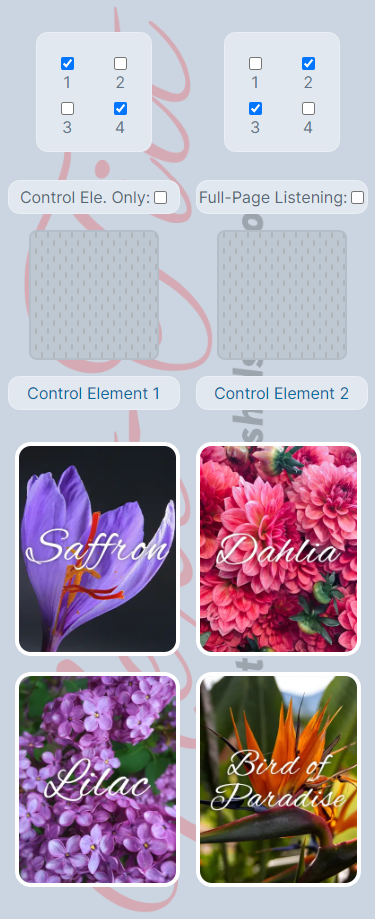 1 2 1 2
3 4 3 4
Control Ele. Only: Full-Page Listening:
Control Element 1 Control Element 2
Saffron Dahlia
Lilac Bird of
Paradise